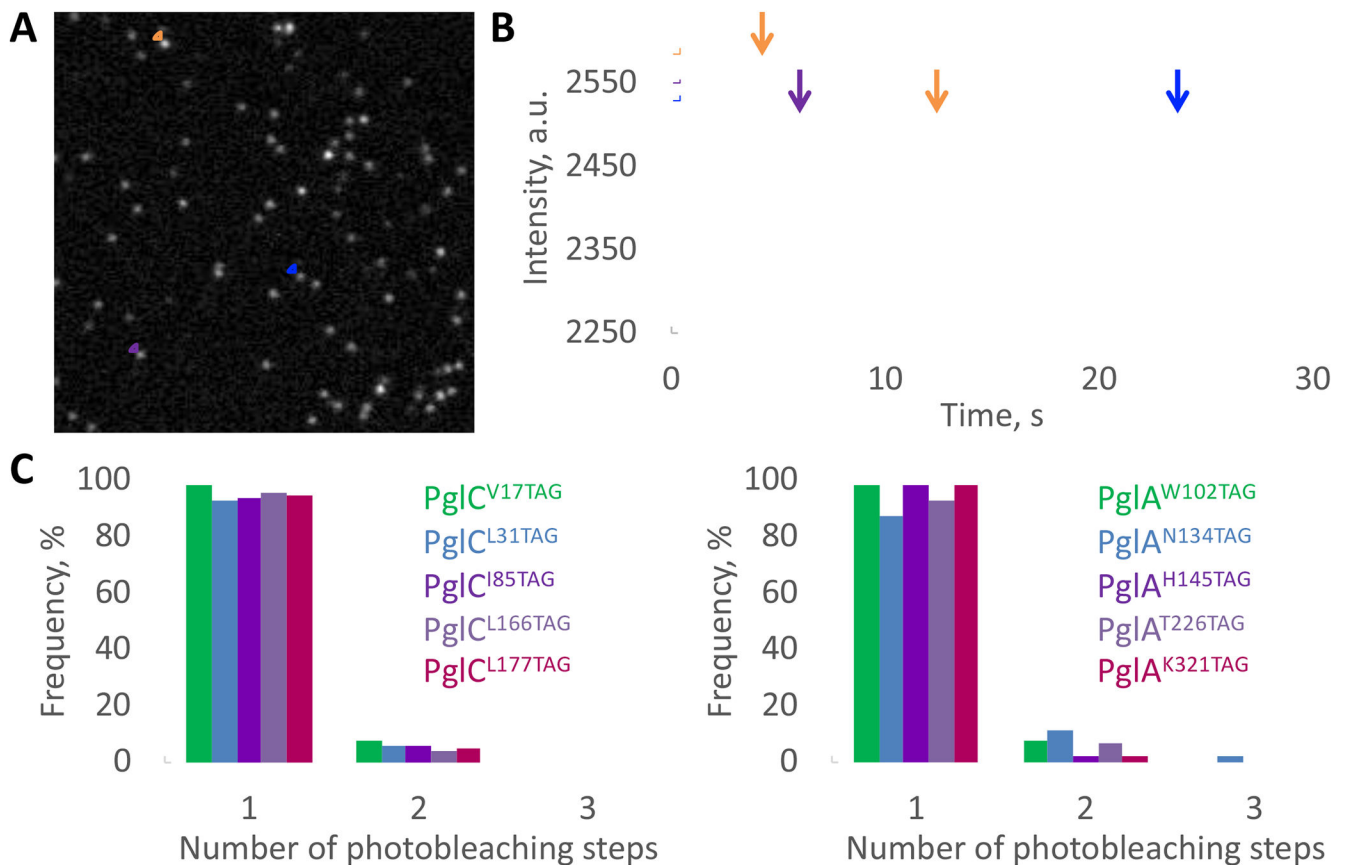 A
B
Intensity, a.u.
2550
2450
2350
2250
0 10 20 30
Time, s
C
Frequency, %
100
80
60
40
20
0
1 2 3
Number of photobleaching steps
PglC^V17TAG
PglC^L31TAG
PglC^I85TAG
PglC^L166TAG
PglC^L177TAG
Frequency, %
100
80
60
40
20
0
1 2 3
Number of photobleaching steps
PglA^W102TAG
PglA^N134TAG
PglA^H145TAG
PglA^T226TAG
PglA^K321TAG